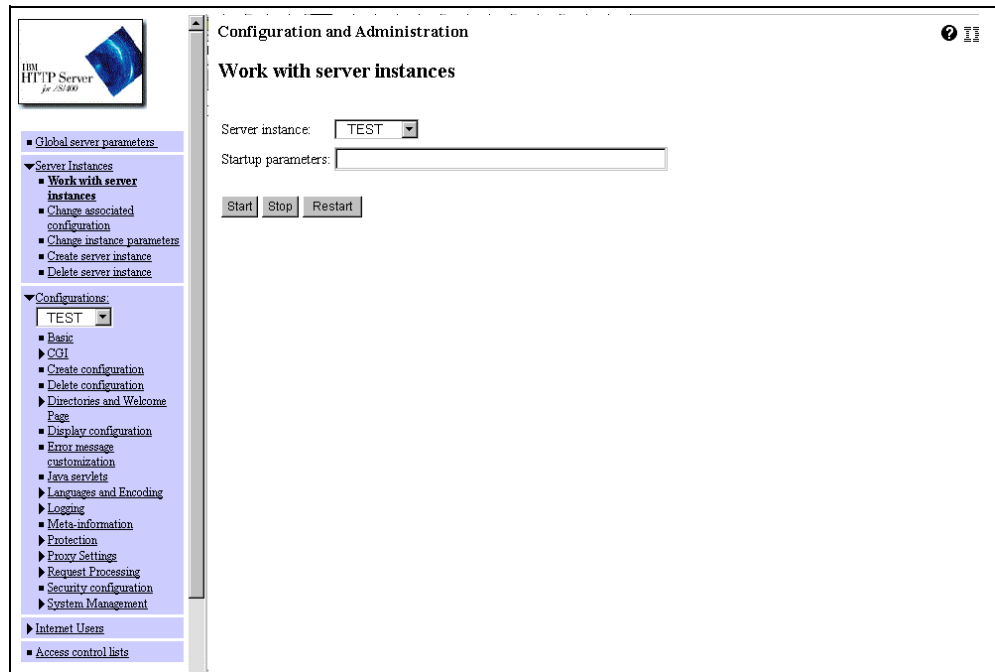 IBM
HTTP Server
for AS/400
Global server parameters
Server Instances
Work with server
instances
Change associated
configuration
Change instance parameters
Create server instance
Delete server instance
Configurations:
TEST
Basic
CGI
Create configuration
Delete configuration
Directories and Welcome
Page
Display configuration
Error message
customization
Java servlets
Languages and Encoding
Logging
Meta-information
Protection
Proxy Settings
Request Processing
Security configuration
System Management
Internet Users
Access control lists
Configuration and Administration
?
Work with server instances
Server instance: TEST
Startup parameters:
Start Stop Restart